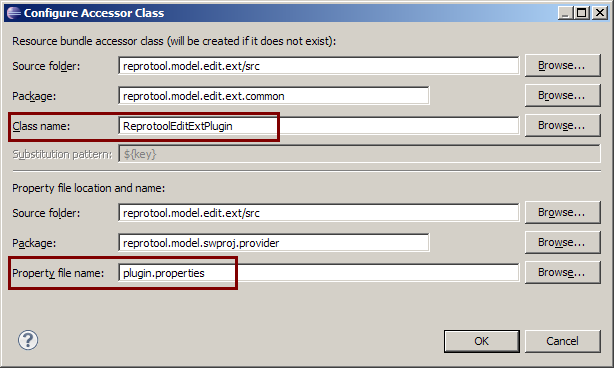 Configure Accessor Class
Resource bundle accessor class (will be created if it does not exist):
Source folder: reprotool.model.edit.ext/src Browse...
Package: reprotool.model.edit.ext.common
Class name: ReprotoolEditExtPlugin Browse...
Substitution pattern: ${key}
Property file location and name:
Source folder: reprotool.model.edit.ext/src Browse...
Package: reprotool.model.swproj.provider Browse...
Property file name: plugin.properties Browse...
? OK Cancel